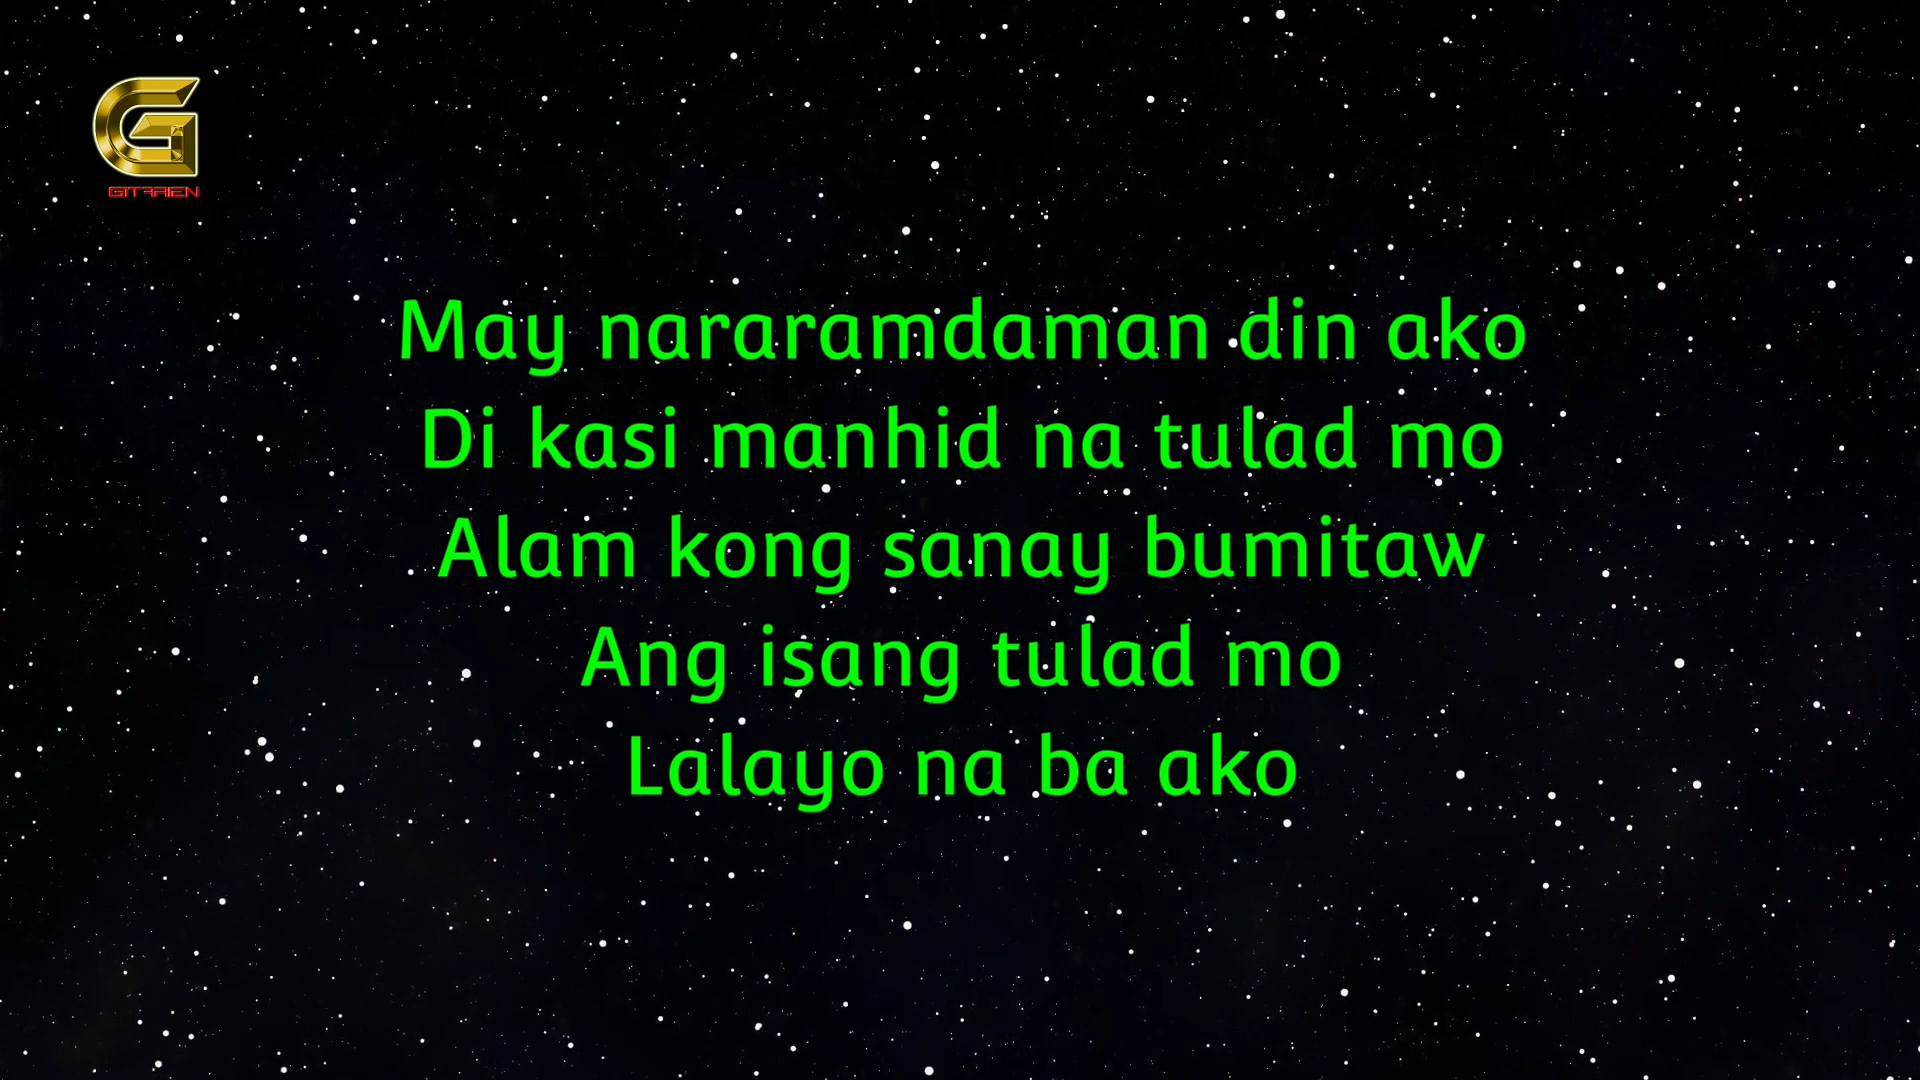 GITRRIEN
May nararamdaman din ako
Di kasi manhid na tulad mo
Alam kong sanay bumitaw
Ang isang tulad mo
Lalayo na ba ako